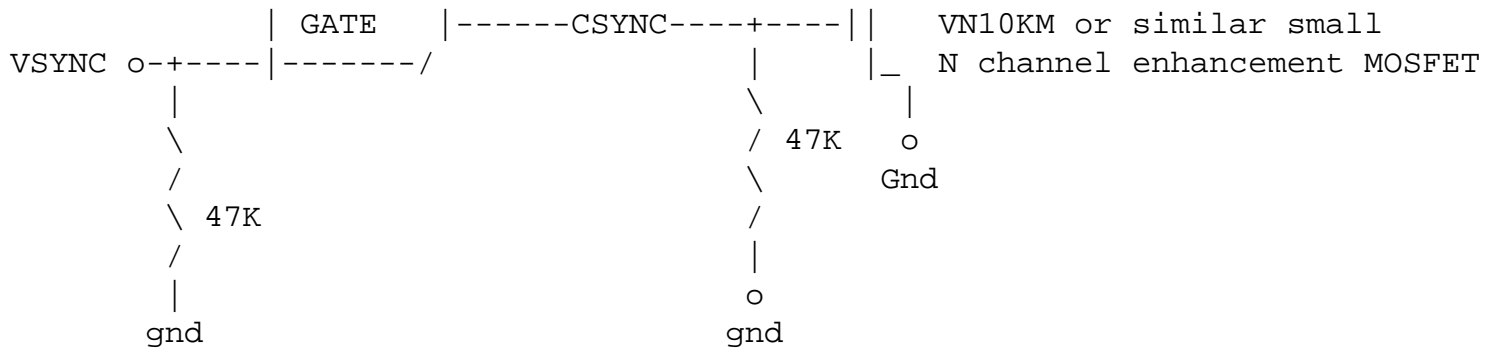 | GATE |------CSYNC----+----|| VN10KM or similar small
VSYNC o-+----|-------/ | |_ N channel enhancement MOSFET
| \ |
\ / 47K o
/ \ Gnd
\ 47K /
/ |
| o
gnd gnd